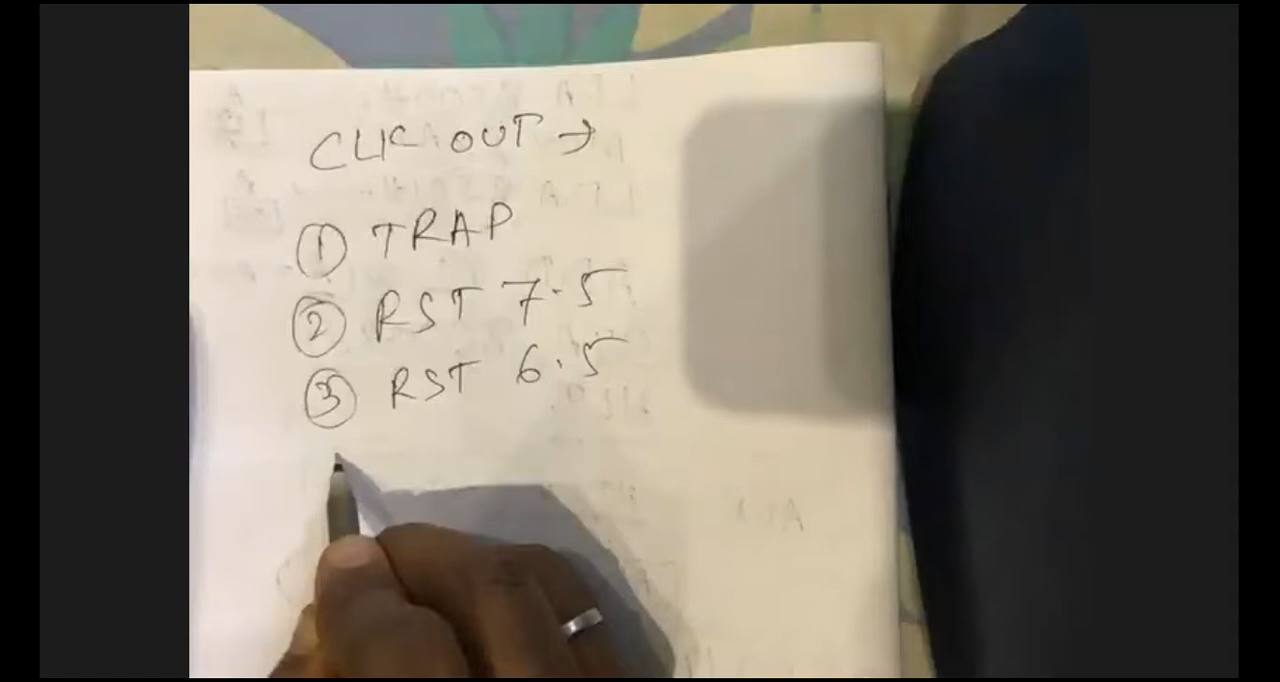 CLK OUT →
① TRAP
② RST 7.5
③ RST 6.5